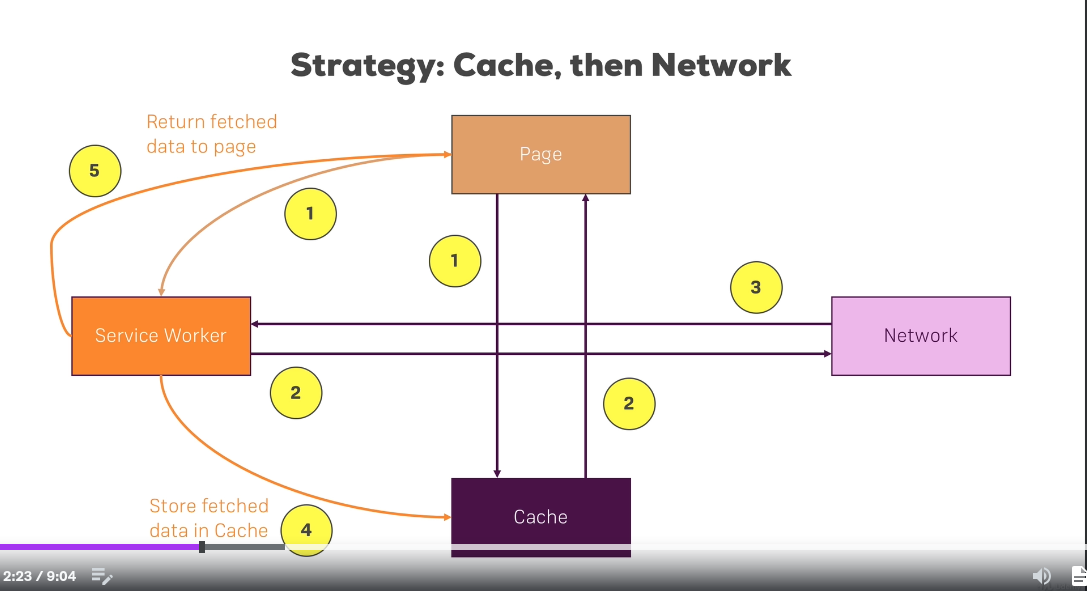 Strategy: Cache, then Network
Return fetched
data to page
Page
5
1
1
3
Service Worker
Network
2
2
Store fetched
data in Cache
4
Cache
2:23 / 9:04